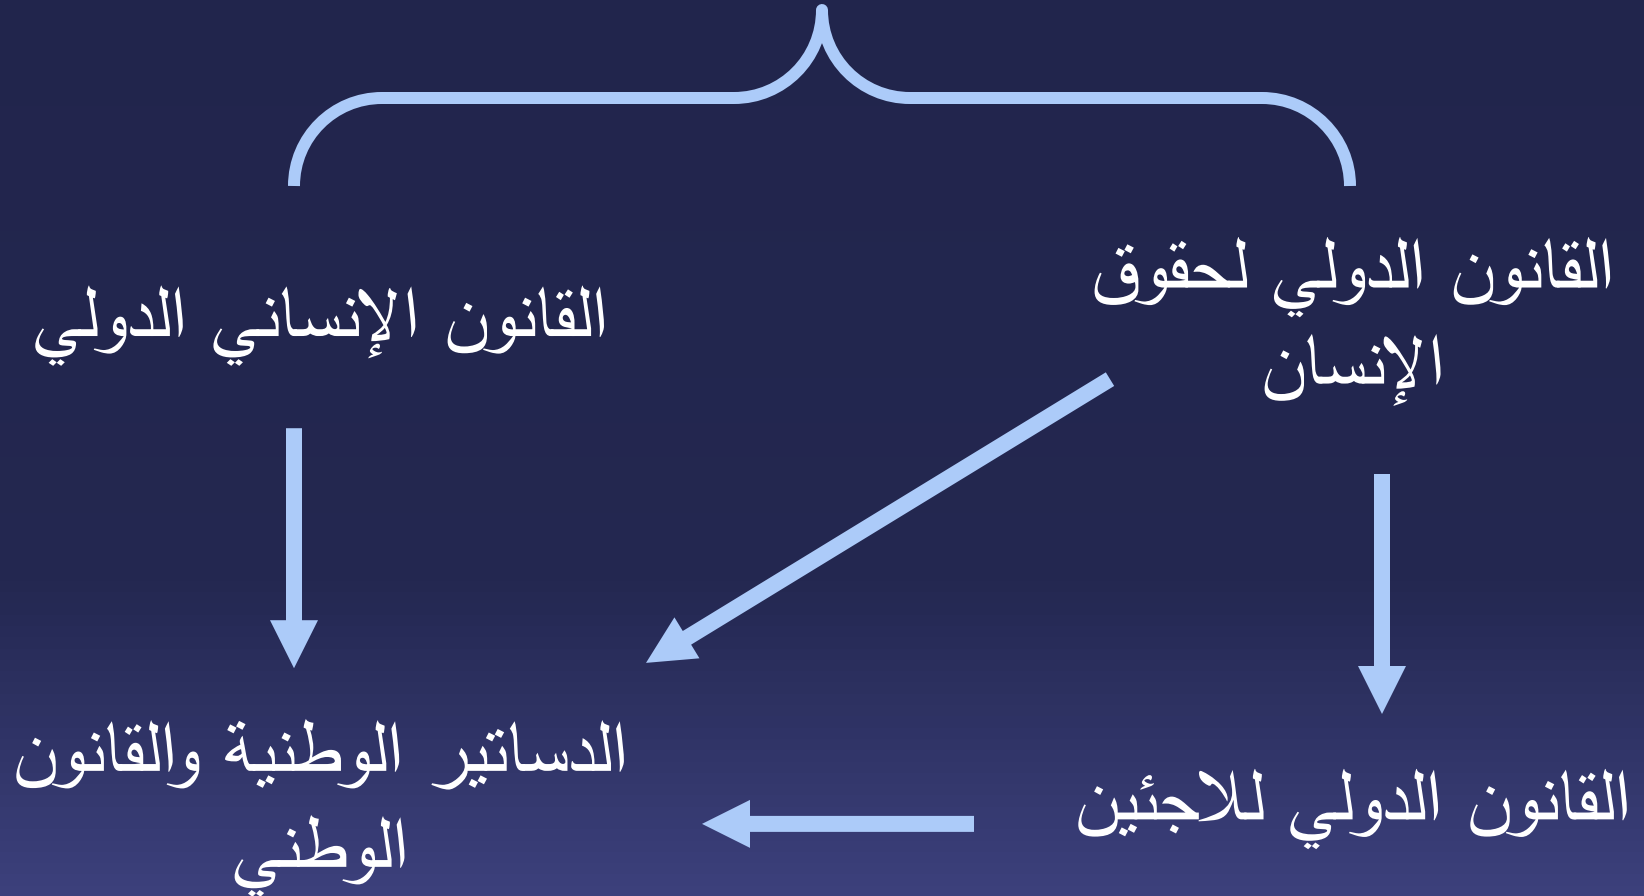 القانون الدولي لحقوق
الإنسان
القانون الإنساني الدولي
القانون الدولي للاجئين
الدساتير الوطنية والقانون
الوطني